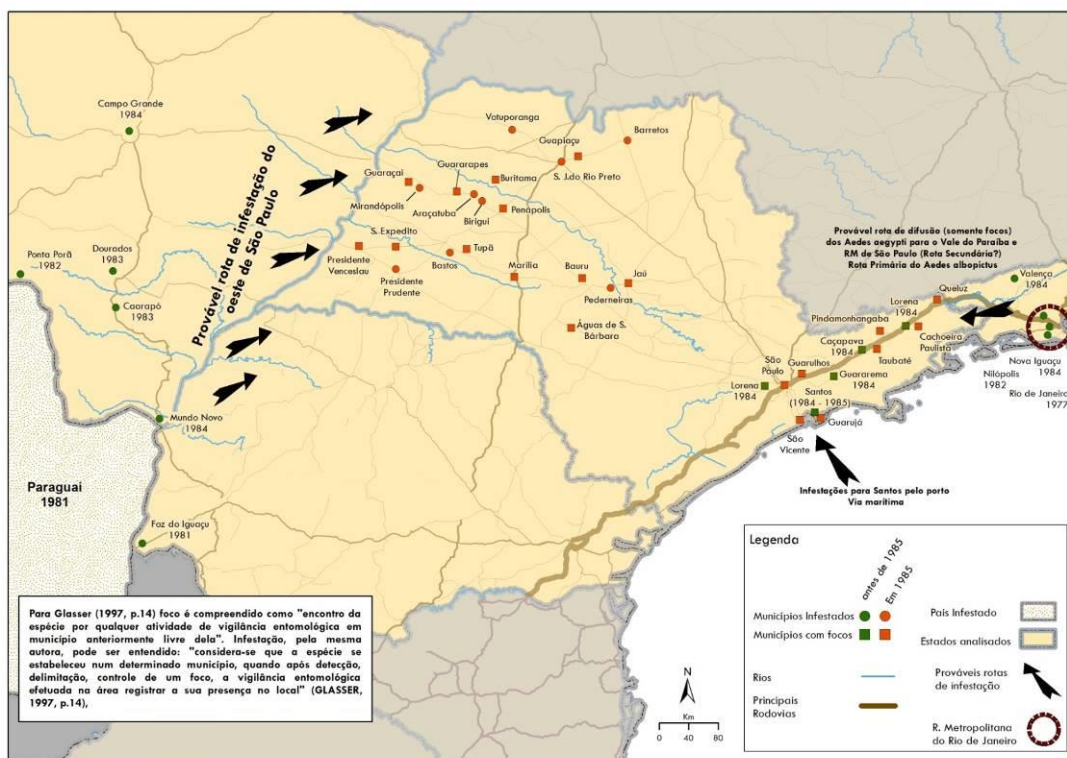 Campo Grande
1984
Votuporanga
Barretos
Guapiaçu
Guararapes
Buritama
S. J.do Rio Preto
Guaraçaí
Mirandópolis
Araçatuba
Birigui
Penápolis
Provável rota de infestação do
oeste de São Paulo
S. Expedito
Presidente
Venceslau
Bastos
Tupã
Presidente
Prudente
Marília
Bauru
Jaú
Pederneiras
Águas de S.
Bárbara
Ponta Porã
1982
Dourados
1983
Caarapó
1983
Provável rota de difusão (somente focos)
dos Aedes aegypti para o Vale do Paraíba e
RM de São Paulo (Rota Secundária?)
Rota Primária do Aedes albopictus
Valença
1984
Queluz
Lorena
1984
Pindamonhangaba
Cachoeira
Paulista
Caçapava
1984
Taubaté
São
Paulo
Guarulhos
Guararema
1984
Lorena
1984
Santos
(1984 - 1985)
São
Vicente
Guarujá
Nova Iguaçu
1984
Nilópolis
1982
Rio de Janeiro
1977
Mundo Novo
1984
Paraguai
1981
Foz do Iguaçu
1981
Infestações para Santos pelo porto
Via marítima
Para Glasser (1997, p.14) foco é compreendido como "encontro da
espécie por qualquer atividade de vigilância entomológica em
município anteriormente livre dela". Infestação, pela mesma
autora, pode ser entendido: "considera-se que a espécie se
estabeleceu num determinado município, quando após detecção,
delimitação, controle de um foco, a vigilância entomológica
efetuada na área registrar a sua presença no local" (GLASSER,
1997, p.14),
N
Km
0 40 80
Legenda
antes de 1985
Em 1985
Municípios Infestados
Municípios com focos
Rios
Principais
Rodovias
País Infestado
Estados analisados
Prováveis rotas
de infestação
R. Metropolitana
do Rio de Janeiro